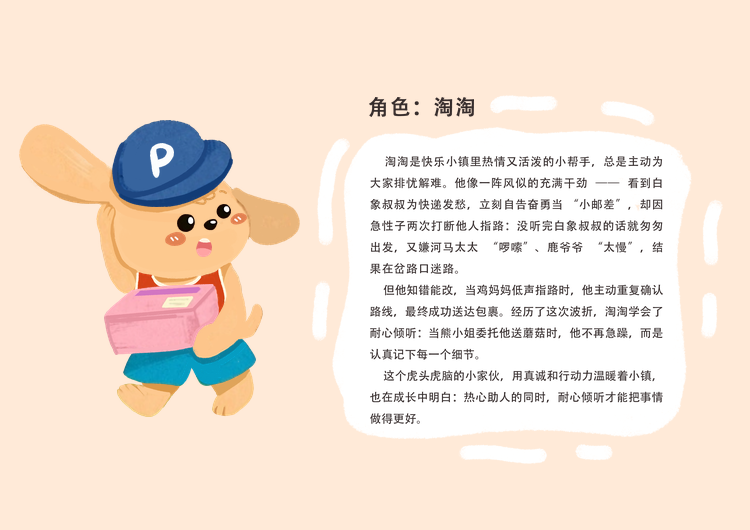 P
角色：淘淘
淘淘是快乐小镇里热情又活泼的小帮手，总是主动为
大家排忧解难。他像一阵风似的充满干劲 —— 看到白
象叔叔为快递发愁，立刻自告奋勇当 “小邮差”，却因
急性子两次打断他人指路：没听完白象叔叔的话就匆匆
出发，又嫌河马太太 “啰嗦”、鹿爷爷 “太慢”，结
果在岔路口迷路。
但他知错能改，当鸡妈妈低声指路时，他主动重复确认
路线，最终成功送达包裹。经历了这次波折，淘淘学会了
耐心倾听：当熊小姐委托他送蘑菇时，他不再急躁，而是
认真记下每一个细节。
这个虎头虎脑的小家伙，用真诚和行动力温暖着小镇，
也在成长中明白：热心助人的同时，耐心倾听才能把事情
做得更好。